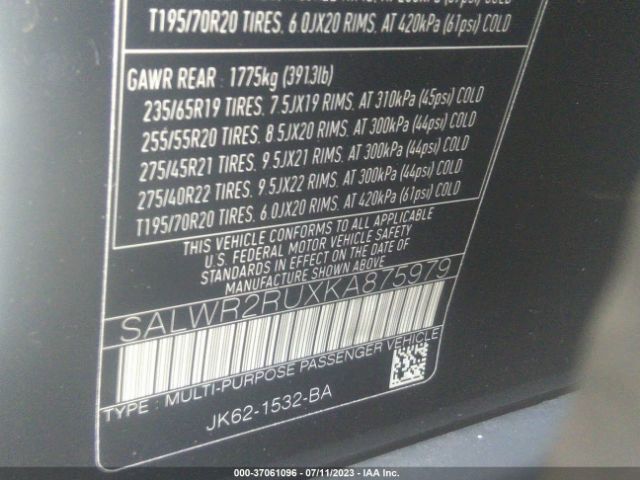 T195/70R20 TIRES, 6.0JX20 RIMS, AT 420kPa (61psi) COLD
GAWR REAR : 1775kg (3913lb)
235/65R19 TIRES. 7 5JX19 RIMS. AT 310kPa (45psi) COLD
255/55R20 TIRES. 8 5JX20 RIMS. AT 300kPa (44psi) COLD
275/45R21 TIRES. 9 5JX21 RIMS. AT 300kPa (44psi) COLD
275/40R22 TIRES. 9 5JX22 RIMS. AT 300kPa (44psi) COLD
T195/70R20 TIRES. 6.0JX20 RIMS. AT 420kPa (61psi) COLD
THIS VEHICLE CONFORMS TO ALL APPLICABLE
U.S. FEDERAL MOTOR VEHICLE SAFETY
STANDARDS IN EFFECT ON THE DATE OF
MANUFACTURE SHOWN ABOVE
SALWR2RUXKA875979
TYPE : MULTI-PURPOSE PASSENGER VEHICLE
JK62-1532-BA
000-37061096 - 07/11/2023 - IAA Inc.